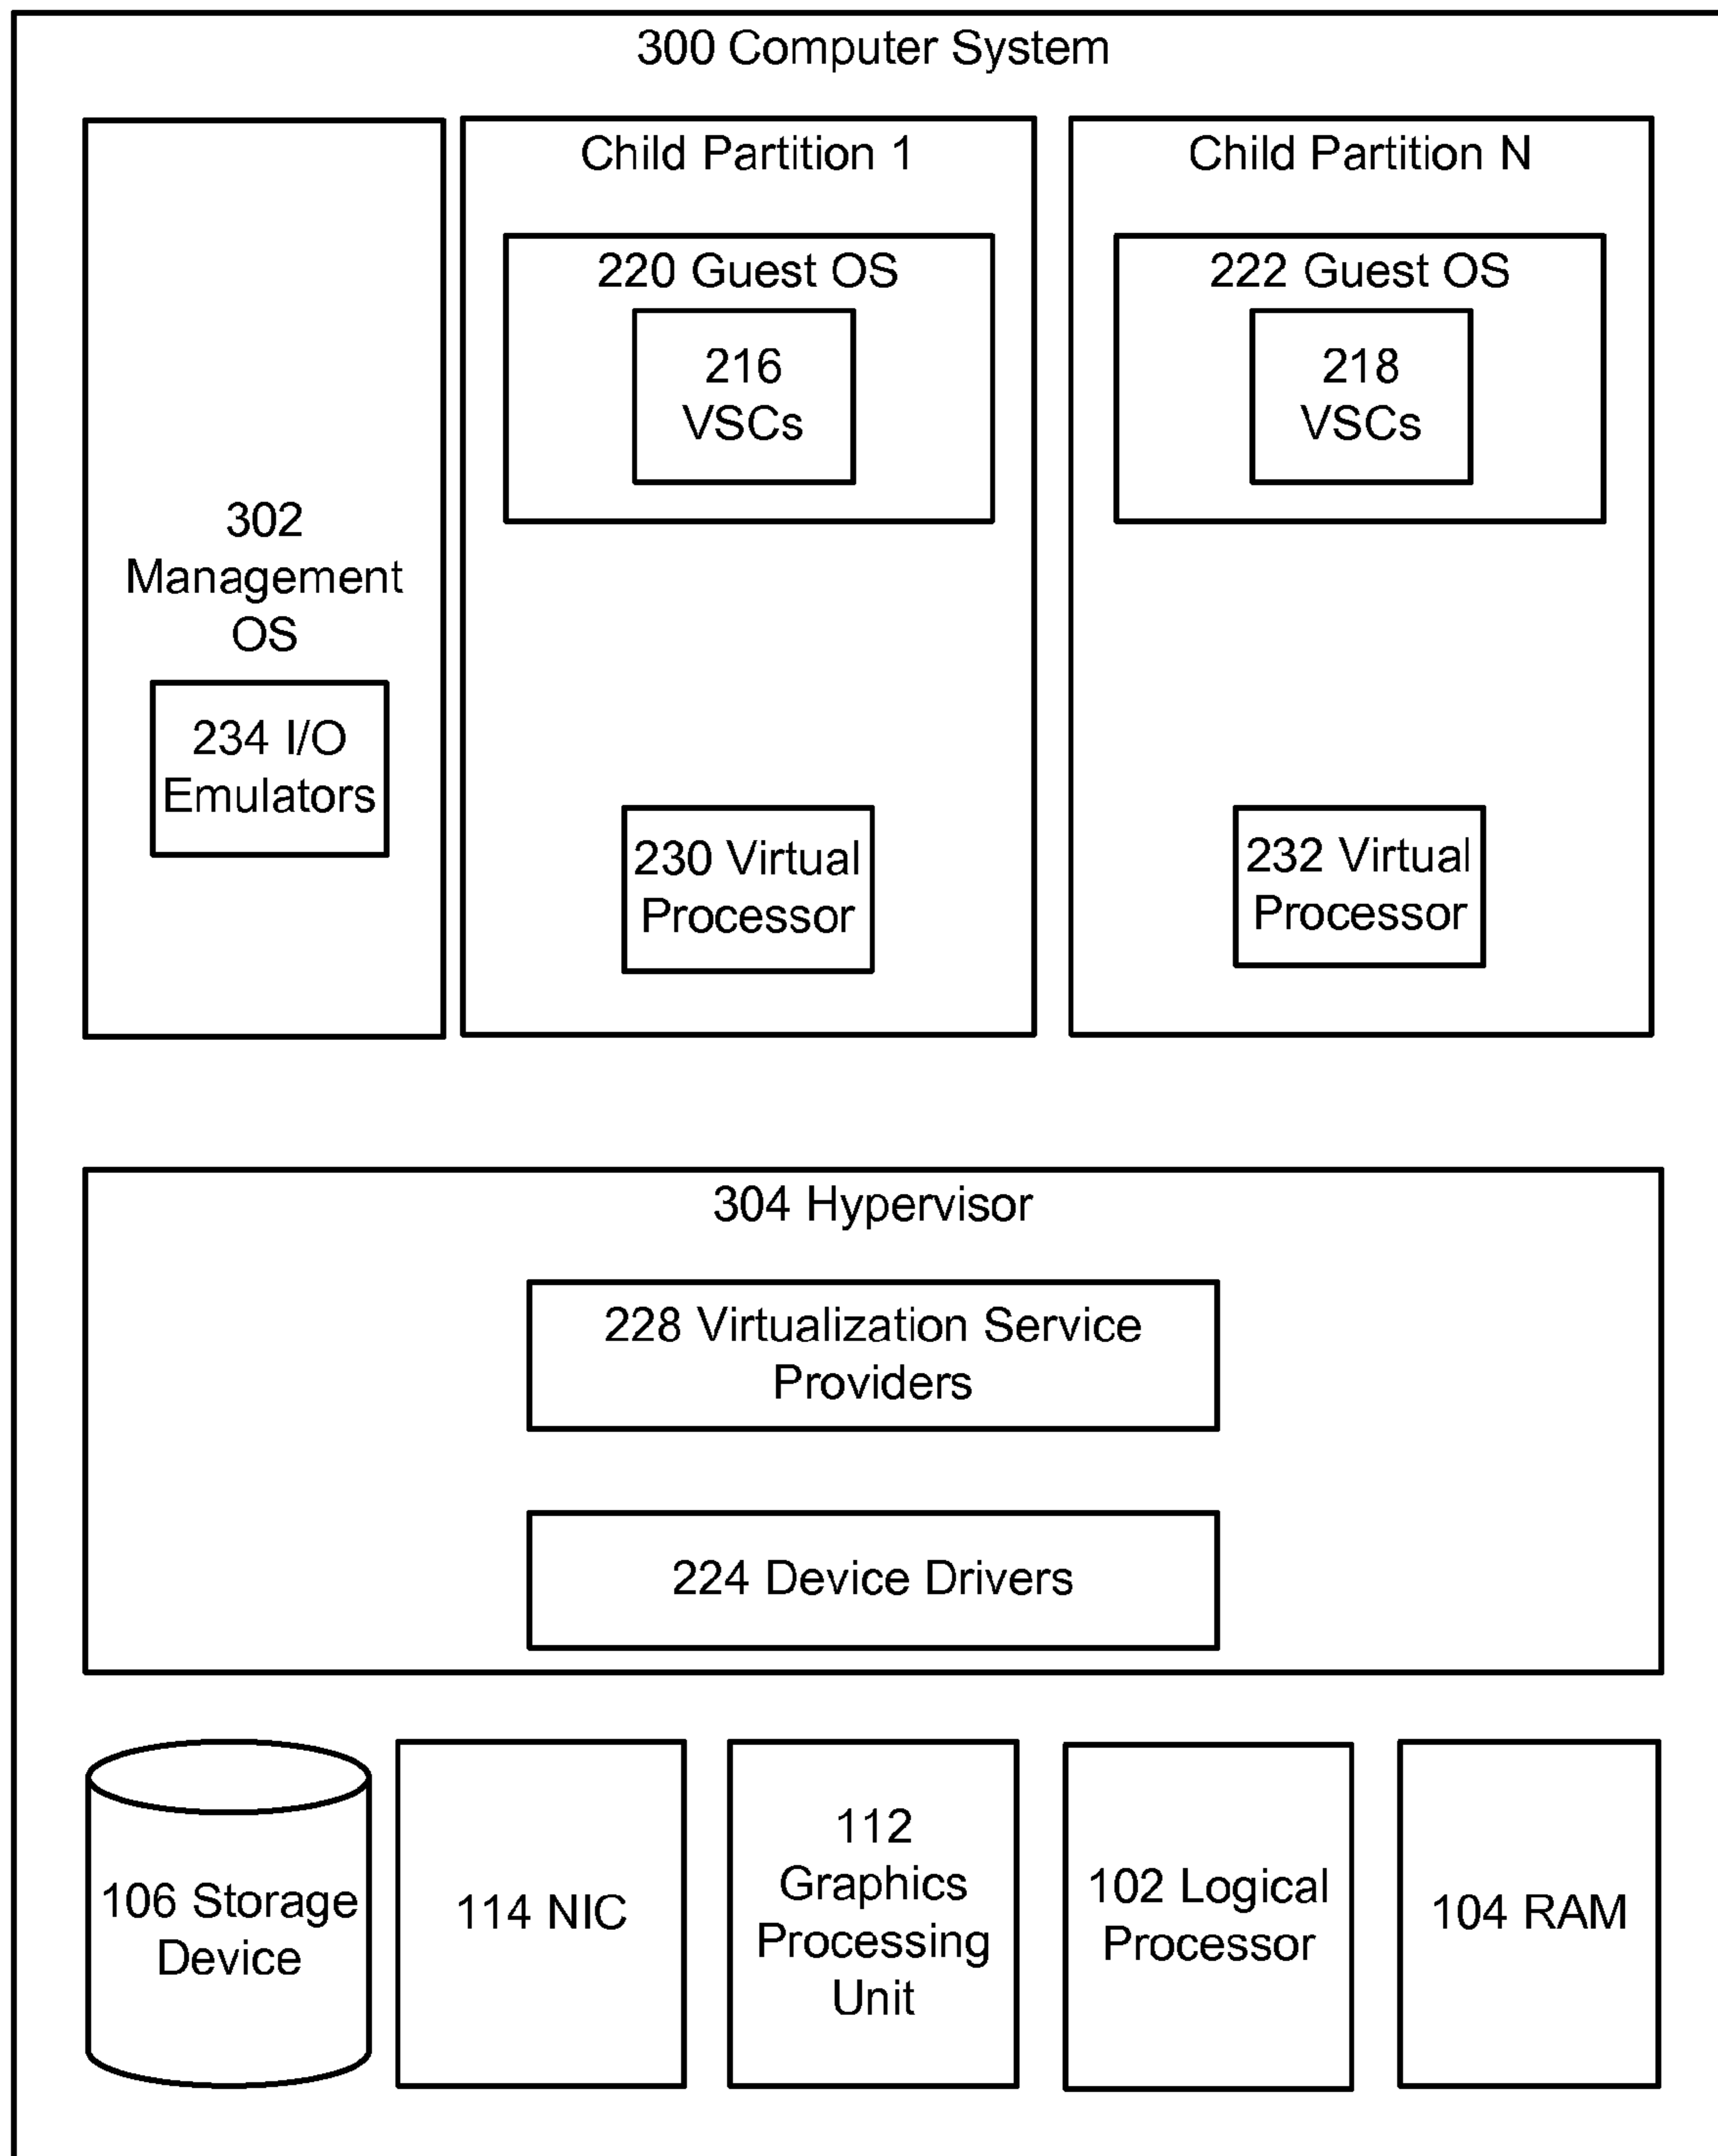 300 Computer System
302
Management
OS
234 I/O
Emulators
Child Partition 1
220 Guest OS
216
VSCs
230 Virtual
Processor
Child Partition N
222 Guest OS
218
VSCs
232 Virtual
Processor
304 Hypervisor
228 Virtualization Service
Providers
224 Device Drivers
106 Storage
Device
114 NIC
112
Graphics
Processing
Unit
102 Logical
Processor
104 RAM